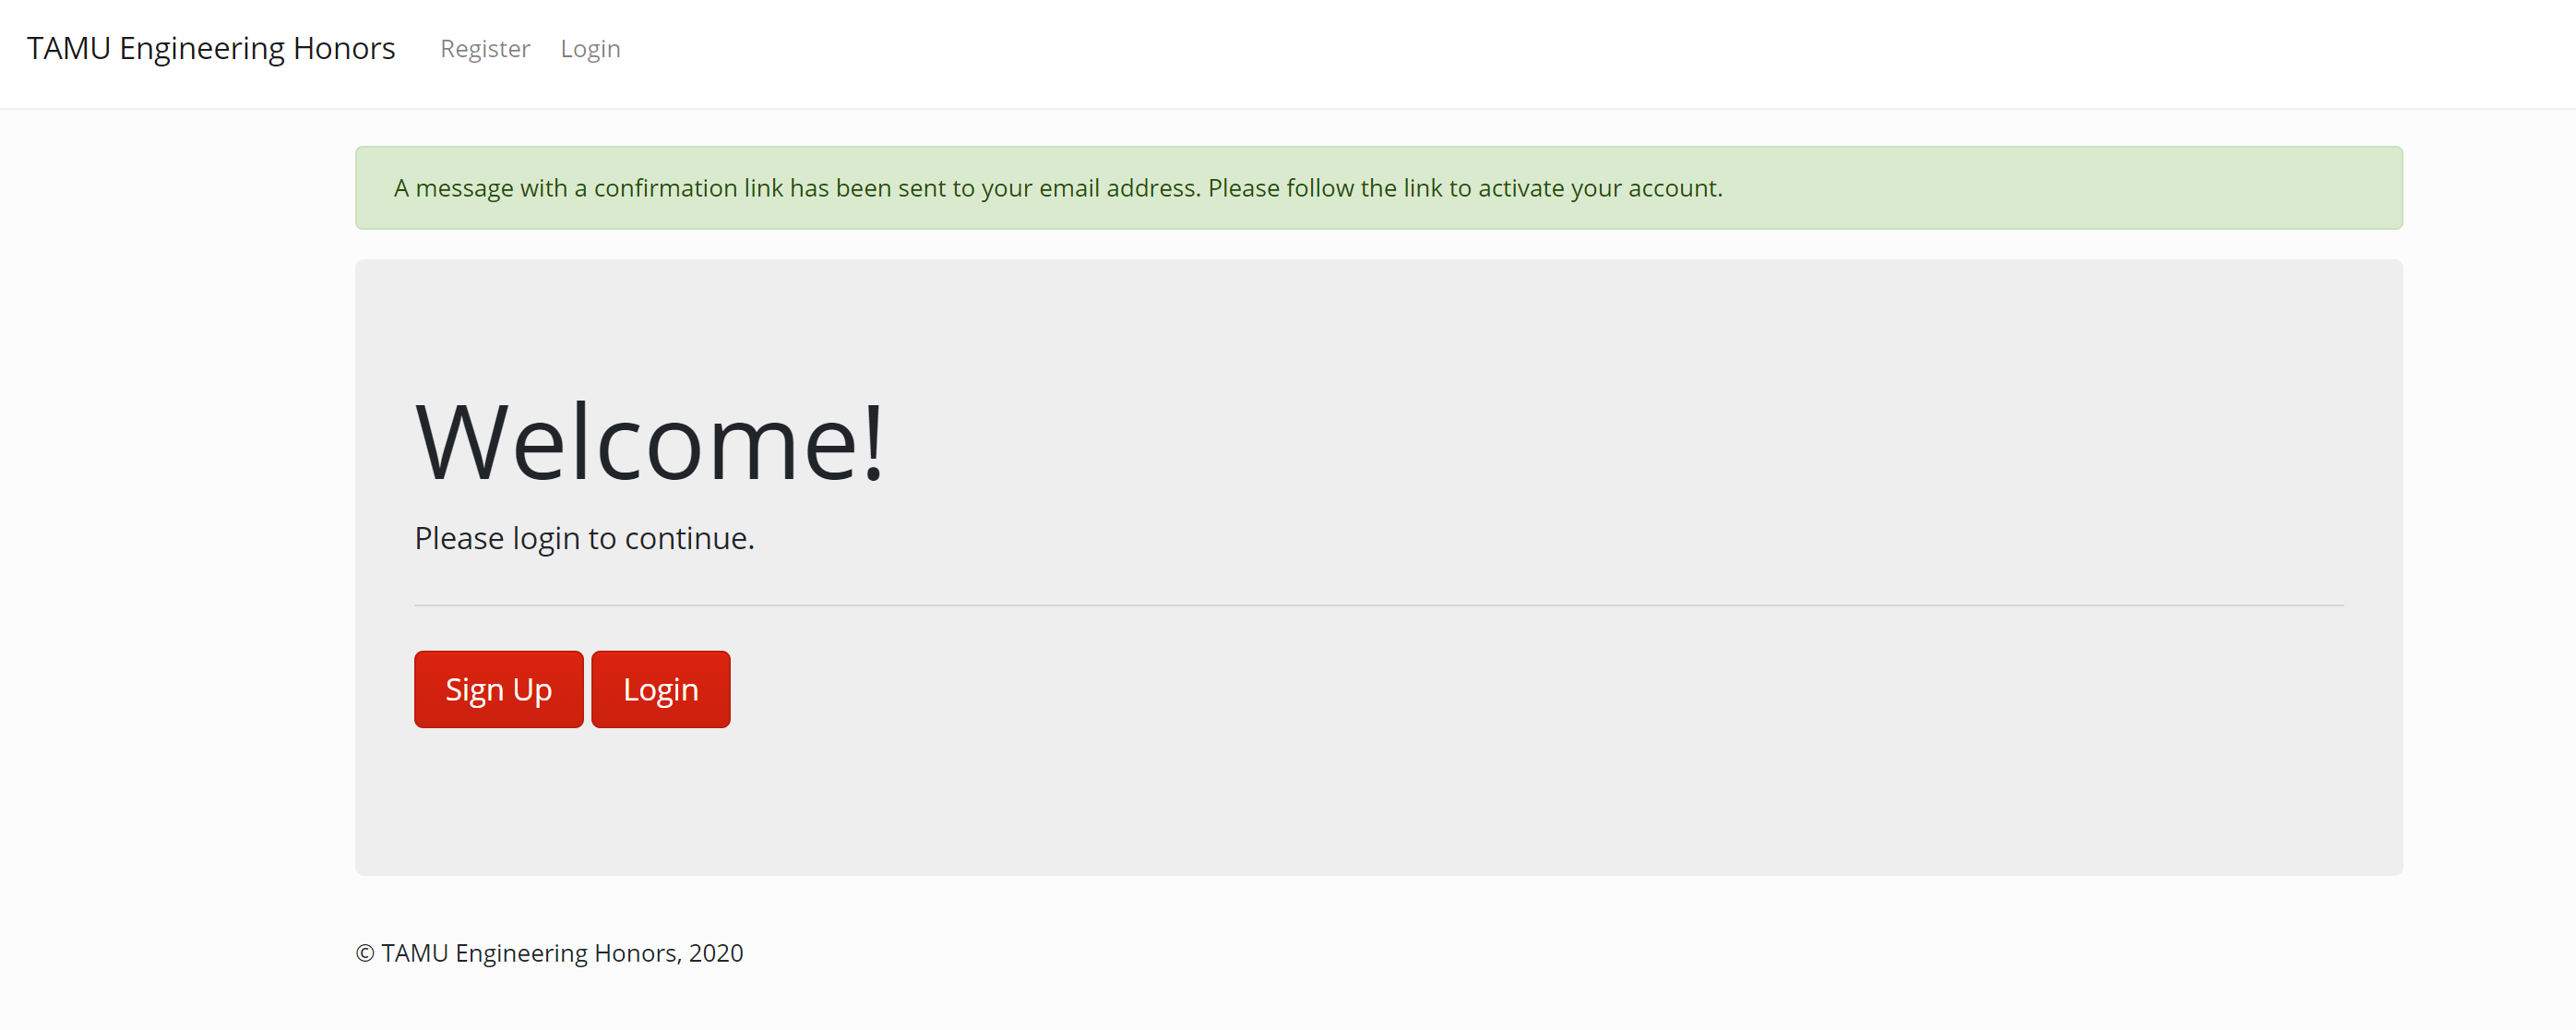 TAMU Engineering Honors Register Login
A message with a confirmation link has been sent to your email address. Please follow the link to activate your account.
Welcome!
Please login to continue.
Sign Up Login
© TAMU Engineering Honors, 2020